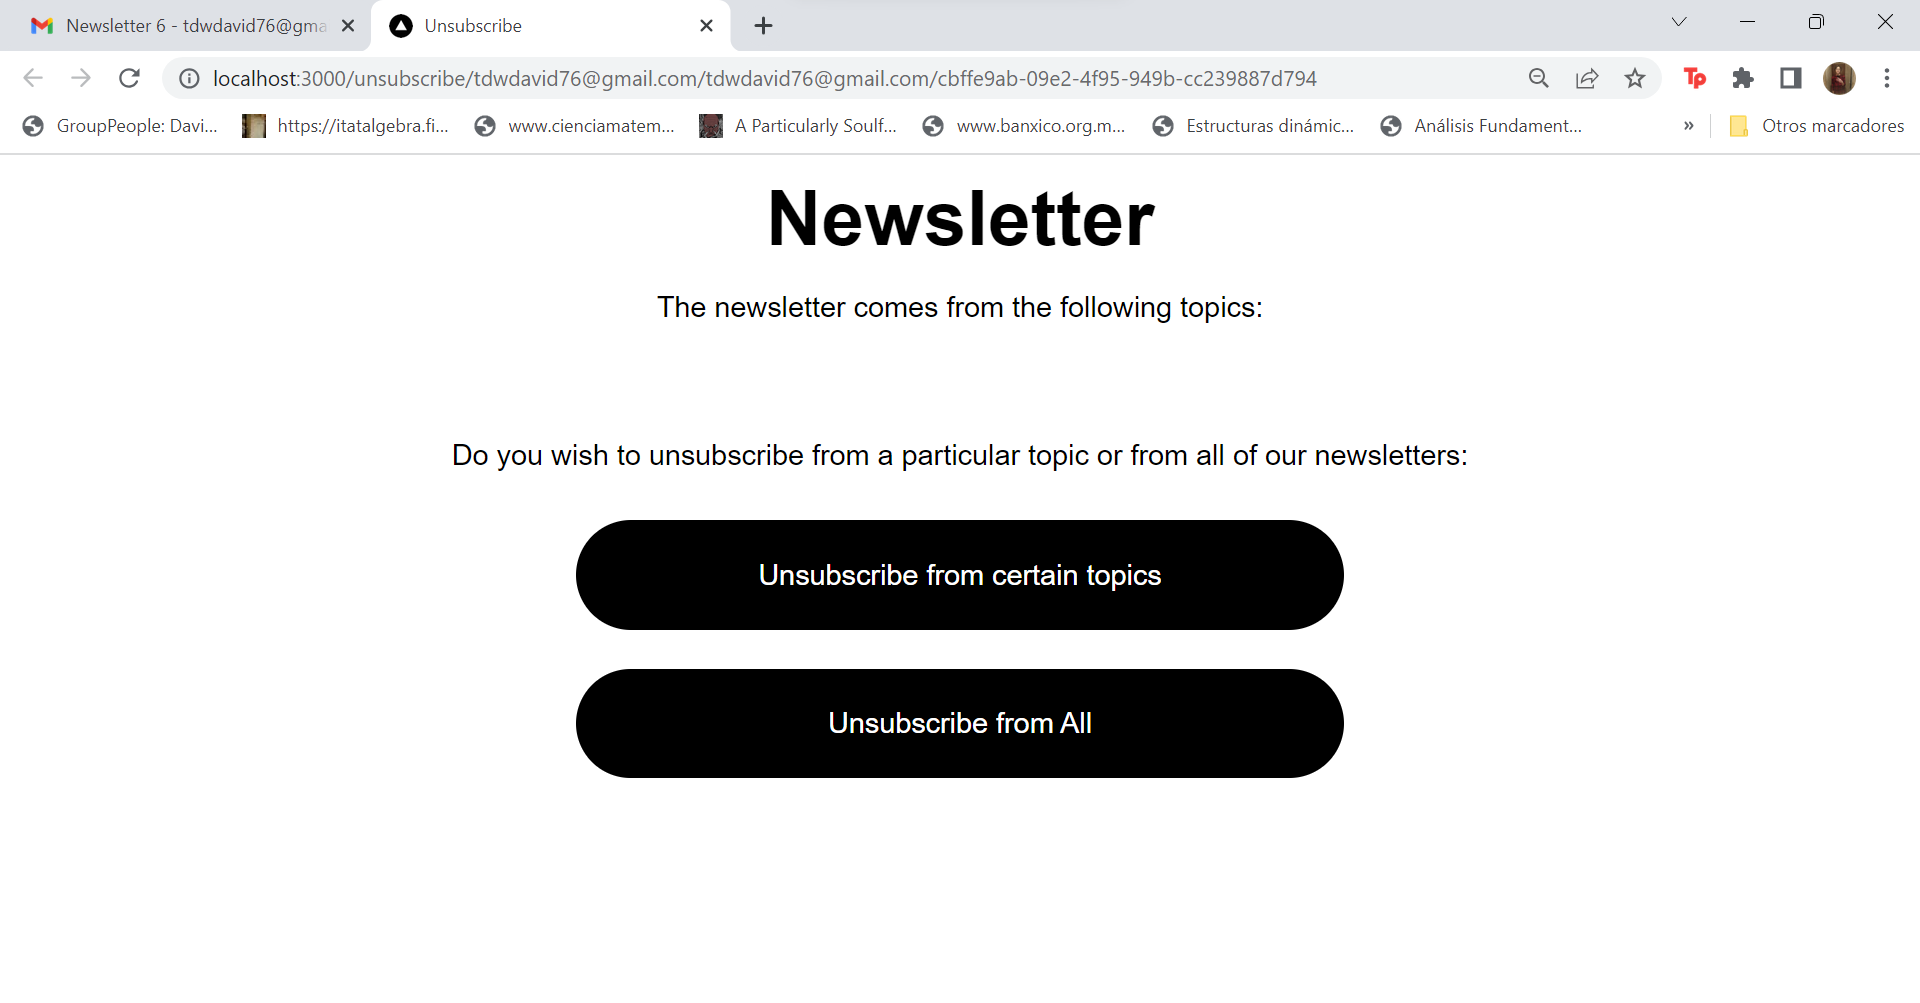 Newsletter 6 - tdwdavid76@gma
Unsubscribe
localhost:3000/unsubscribe/tdwdavid76@gmail.com/tdwdavid76@gmail.com/cbffe9ab-09e2-4f95-949b-cc239887d794
Tp
GroupPeople: Davi... https://itatalgebra.fi... www.cienciamatem... A Particularly Soulf... www.banxico.org.m... Estructuras dinámic... Análisis Fundament... » Otros marcadores
Newsletter
The newsletter comes from the following topics:
Do you wish to unsubscribe from a particular topic or from all of our newsletters:
Unsubscribe from certain topics
Unsubscribe from All